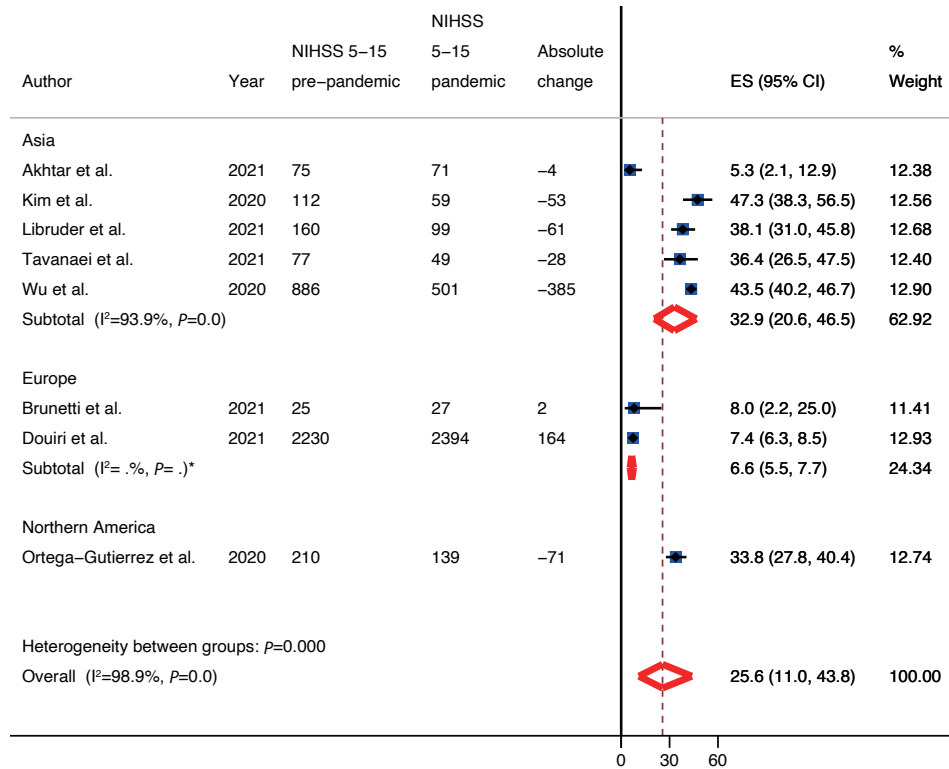 NIHSS
NIHSS 5–15 5–15 Absolute %
Author Year pre–pandemic pandemic change ES (95% CI) Weight
Asia
Akhtar et al. 2021 75 71 –4 5.3 (2.1, 12.9) 12.38
Kim et al. 2020 112 59 –53 47.3 (38.3, 56.5) 12.56
Libruder et al. 2021 160 99 –61 38.1 (31.0, 45.8) 12.68
Tavanaei et al. 2021 77 49 –28 36.4 (26.5, 47.5) 12.40
Wu et al. 2020 886 501 –385 43.5 (40.2, 46.7) 12.90
Subtotal (I²=93.9%, P=0.0) 32.9 (20.6, 46.5) 62.92
Europe
Brunetti et al. 2021 25 27 2 8.0 (2.2, 25.0) 11.41
Douiri et al. 2021 2230 2394 164 7.4 (6.3, 8.5) 12.93
Subtotal (I²= .%, P= .)* 6.6 (5.5, 7.7) 24.34
Northern America
Ortega–Gutierrez et al. 2020 210 139 –71 33.8 (27.8, 40.4) 12.74
Heterogeneity between groups: P=0.000
Overall (I²=98.9%, P=0.0) 25.6 (11.0, 43.8) 100.00
0 30 60